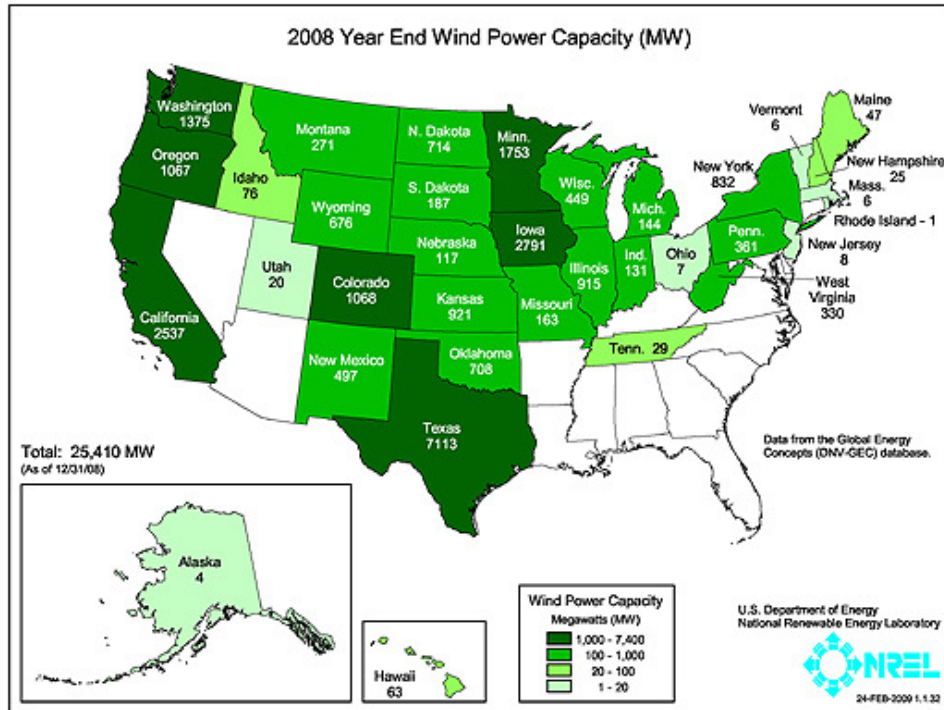 2008 Year End Wind Power Capacity (MW)
Washington
1375
Oregon
1067
California
2537
Idaho
76
Utah
20
Montana
271
Wyoming
676
Colorado
1068
New Mexico
497
N. Dakota
714
S. Dakota
187
Nebraska
117
Kansas
921
Oklahoma
708
Texas
7113
Minn.
1753
Iowa
2791
Missouri
163
Wisc.
449
Illinois
915
Mich.
144
Ind.
131
Ohio
7
Tenn. 29
Vermont
6
Maine
47
New York
832
New Hampshire
25
Mass.
6
Rhode Island - 1
Penn.
361
New Jersey
8
West
Virginia
330
Total: 25,410 MW
(As of 12/31/08)
Data from the Global Energy
Concepts (DNV-GEC) database.
Alaska
4
Hawaii
63
Wind Power Capacity
Megawatts (MW)
1,000 - 7,400
100 - 1,000
20 - 100
1 - 20
U.S. Department of Energy
National Renewable Energy Laboratory
NREL
24-FEB-2009 1.1.32